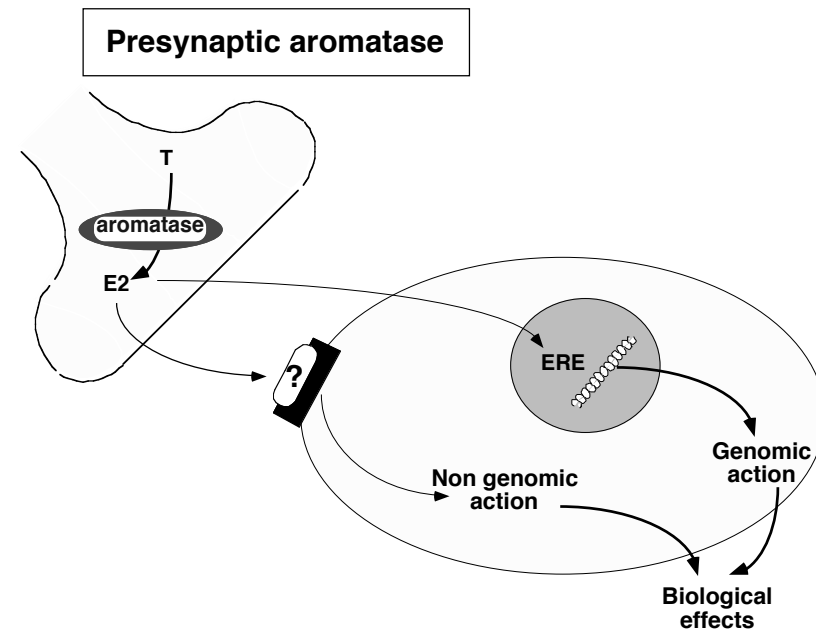 Presynaptic aromatase
T
aromatase
E2
?
ERE
Genomic
action
Non genomic
action
Biological
effects